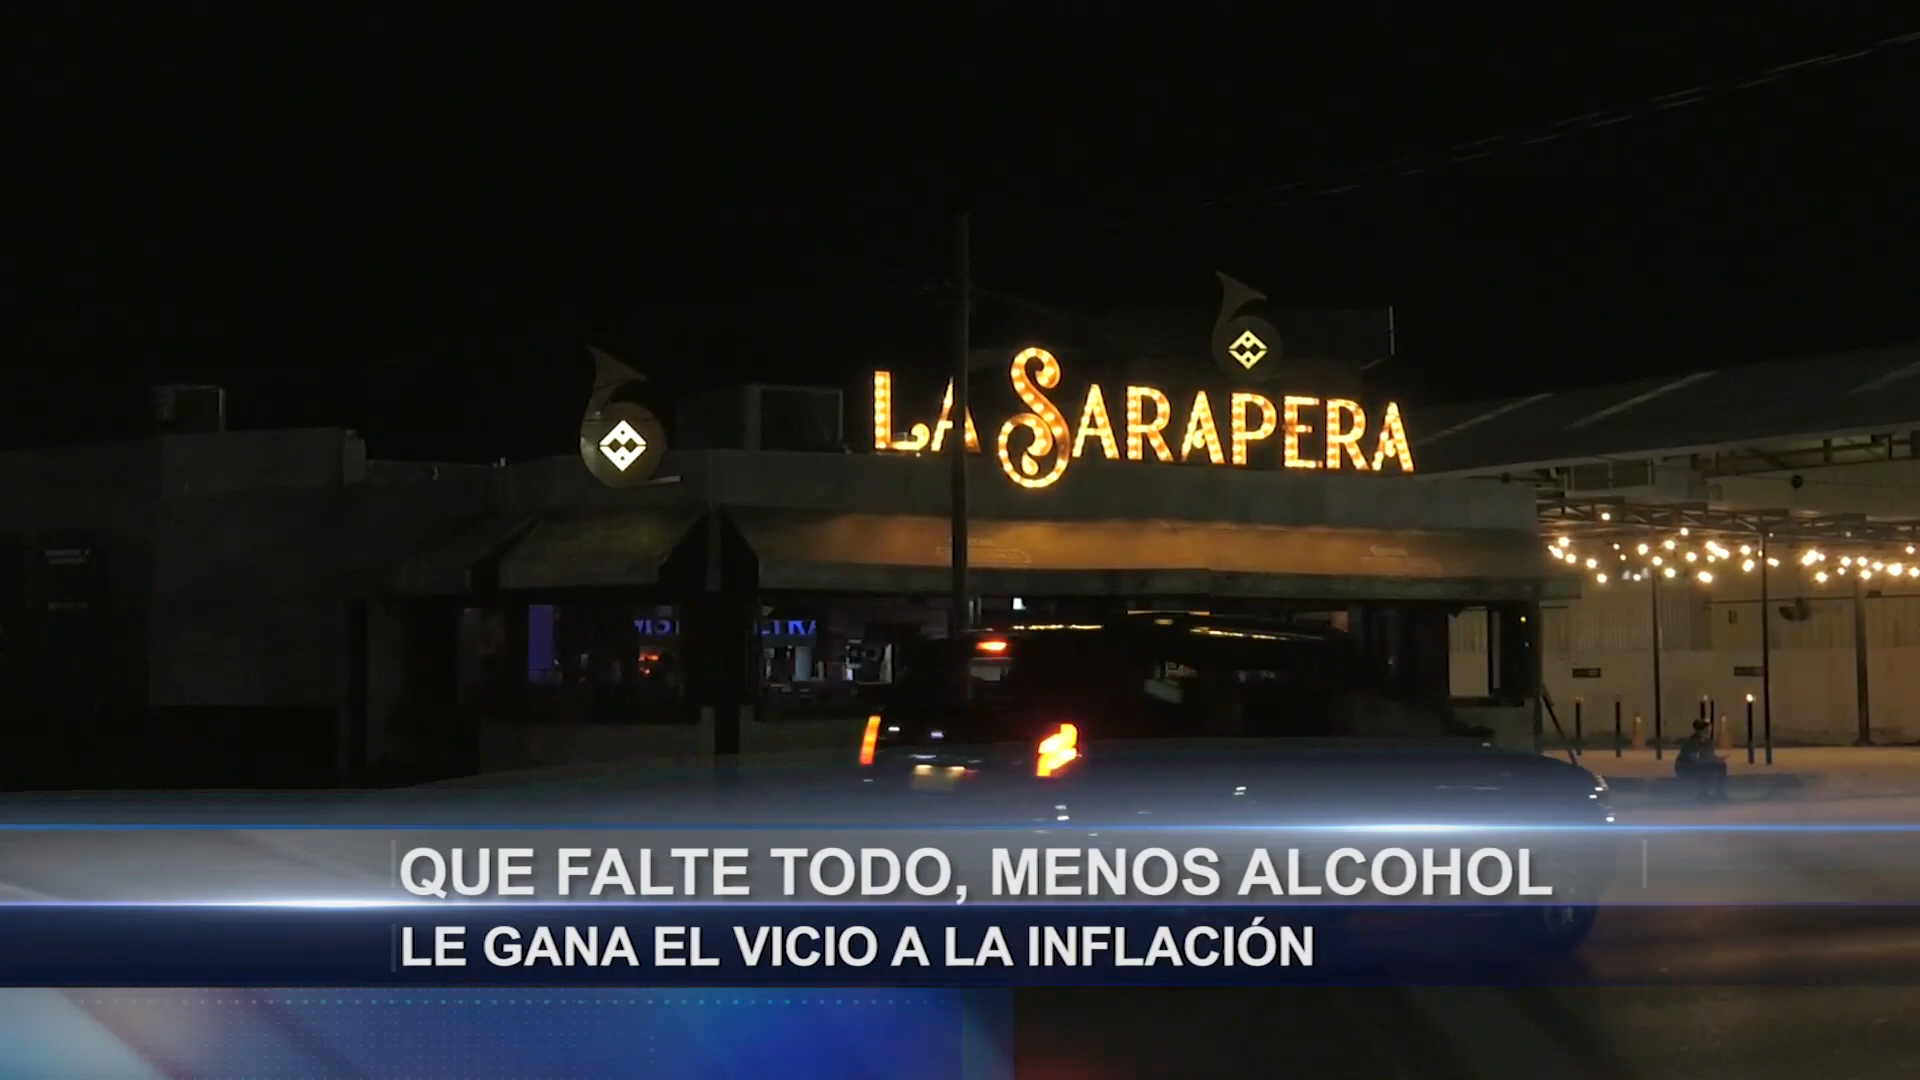 LA SARAPERA
QUE FALTE TODO, MENOS ALCOHOL
LE GANA EL VICIO A LA INFLACIÓN